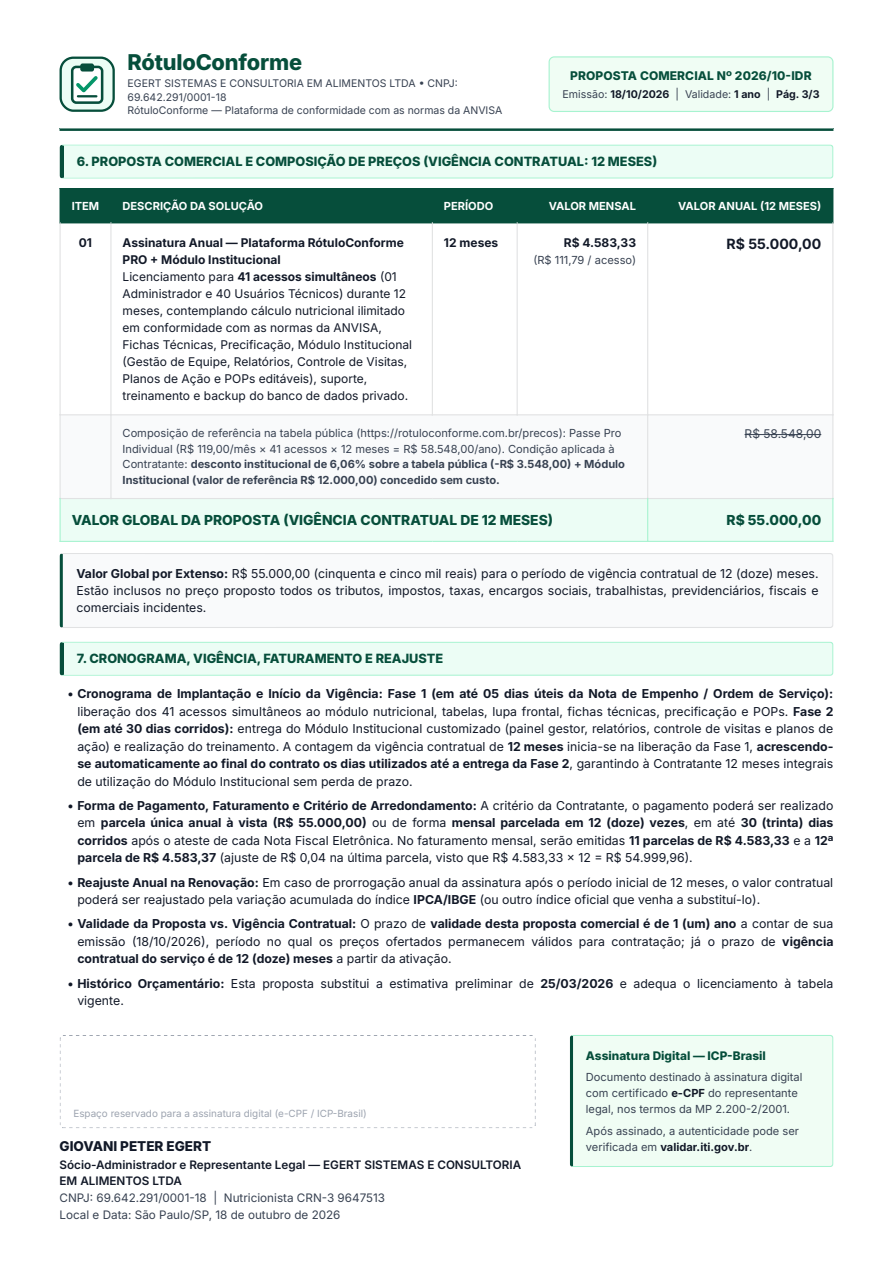 RótuloConforme
EGERT SISTEMAS E CONSULTORIA EM ALIMENTOS LTDA • CNPJ:
69.642.291/0001-18
RótuloConforme — Plataforma de conformidade com as normas da ANVISA
PROPOSTA COMERCIAL Nº 2026/10-IDR
Emissão: 18/10/2026 | Validade: 1 ano | Pág. 3/3
6. PROPOSTA COMERCIAL E COMPOSIÇÃO DE PREÇOS (VIGÊNCIA CONTRATUAL: 12 MESES)
ITEM DESCRIÇÃO DA SOLUÇÃO PERÍODO VALOR MENSAL VALOR ANUAL (12 MESES)
01 Assinatura Anual — Plataforma RótuloConforme 12 meses R$ 4.583,33 R$ 55.000,00
PRO + Módulo Institucional (R$ 111,79 / acesso)
Licenciamento para 41 acessos simultâneos (01
Administrador e 40 Usuários Técnicos) durante 12
meses, contemplando cálculo nutricional ilimitado
em conformidade com as normas da ANVISA,
Fichas Técnicas, Precificação, Módulo Institucional
(Gestão de Equipe, Relatórios, Controle de Visitas,
Planos de Ação e POPs editáveis), suporte,
treinamento e backup do banco de dados privado.
Composição de referência na tabela pública (https://rotuloconforme.com.br/precos): Passe Pro R$ 58.548,00
Individual (R$ 119,00/mês × 41 acessos × 12 meses = R$ 58.548,00/ano). Condição aplicada à
Contratante: desconto institucional de 6,06% sobre a tabela pública (-R$ 3.548,00) + Módulo
Institucional (valor de referência R$ 12.000,00) concedido sem custo.
VALOR GLOBAL DA PROPOSTA (VIGÊNCIA CONTRATUAL DE 12 MESES) R$ 55.000,00
Valor Global por Extenso: R$ 55.000,00 (cinquenta e cinco mil reais) para o período de vigência contratual de 12 (doze) meses.
Estão inclusos no preço proposto todos os tributos, impostos, taxas, encargos sociais, trabalhistas, previdenciários, fiscais e
comerciais incidentes.
7. CRONOGRAMA, VIGÊNCIA, FATURAMENTO E REAJUSTE
• Cronograma de Implantação e Início da Vigência: Fase 1 (em até 05 dias úteis da Nota de Empenho / Ordem de Serviço):
liberação dos 41 acessos simultâneos ao módulo nutricional, tabelas, lupa frontal, fichas técnicas, precificação e POPs. Fase 2
(em até 30 dias corridos): entrega do Módulo Institucional customizado (painel gestor, relatórios, controle de visitas e planos de
ação) e realização do treinamento. A contagem da vigência contratual de 12 meses inicia-se na liberação da Fase 1, acrescendo-
se automaticamente ao final do contrato os dias utilizados até a entrega da Fase 2, garantindo à Contratante 12 meses integrais
de utilização do Módulo Institucional sem perda de prazo.
• Forma de Pagamento, Faturamento e Critério de Arredondamento: A critério da Contratante, o pagamento poderá ser realizado
em parcela única anual à vista (R$ 55.000,00) ou de forma mensal parcelada em 12 (doze) vezes, em até 30 (trinta) dias
corridos após o ateste de cada Nota Fiscal Eletrônica. No faturamento mensal, serão emitidas 11 parcelas de R$ 4.583,33 e a 12ª
parcela de R$ 4.583,37 (ajuste de R$ 0,04 na última parcela, visto que R$ 4.583,33 × 12 = R$ 54.999,96).
• Reajuste Anual na Renovação: Em caso de prorrogação anual da assinatura após o período inicial de 12 meses, o valor contratual
poderá ser reajustado pela variação acumulada do índice IPCA/IBGE (ou outro índice oficial que venha a substituí-lo).
• Validade da Proposta vs. Vigência Contratual: O prazo de validade desta proposta comercial é de 1 (um) ano a contar de sua
emissão (18/10/2026), período no qual os preços ofertados permanecem válidos para contratação; já o prazo de vigência
contratual do serviço é de 12 (doze) meses a partir da ativação.
• Histórico Orçamentário: Esta proposta substitui a estimativa preliminar de 25/03/2026 e adequa o licenciamento à tabela
vigente.
Espaço reservado para a assinatura digital (e-CPF / ICP-Brasil)
GIOVANI PETER EGERT
Sócio-Administrador e Representante Legal — EGERT SISTEMAS E CONSULTORIA
EM ALIMENTOS LTDA
CNPJ: 69.642.291/0001-18 | Nutricionista CRN-3 9647513
Local e Data: São Paulo/SP, 18 de outubro de 2026
Assinatura Digital — ICP-Brasil
Documento destinado à assinatura digital
com certificado e-CPF do representante
legal, nos termos da MP 2.200-2/2001.
Após assinado, a autenticidade pode ser
verificada em validar.iti.gov.br.